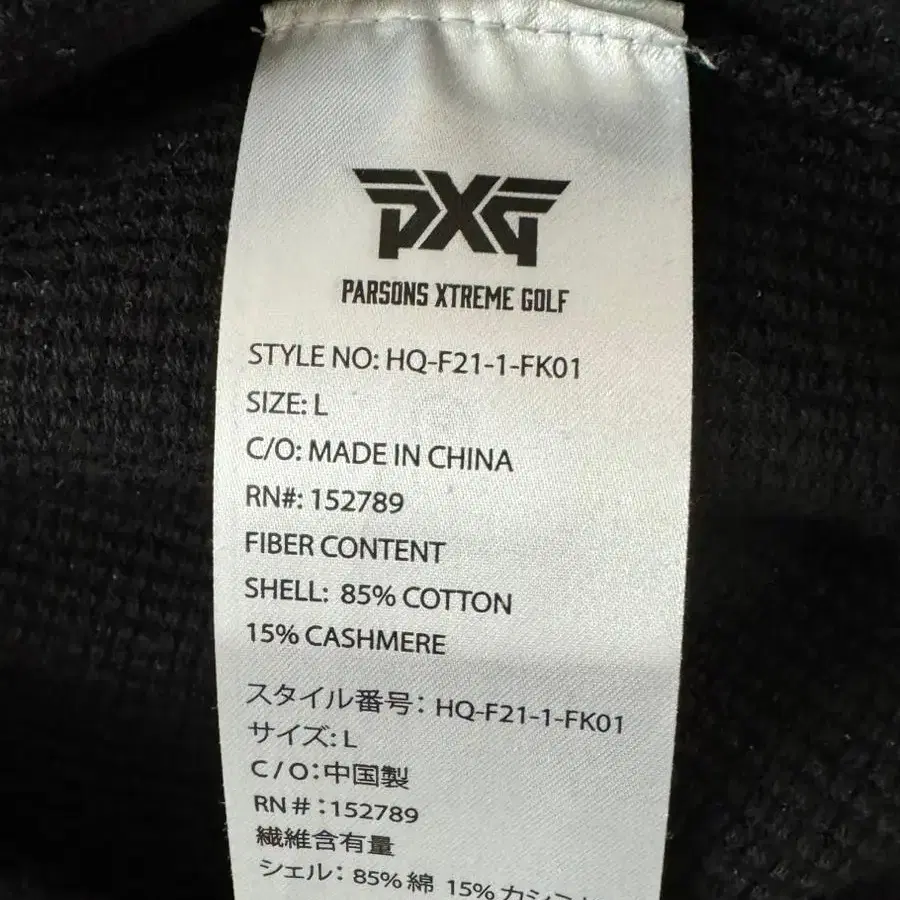 PXG
PARSONS XTREME GOLF
STYLE NO: HQ-F21-1-FK01
SIZE: L
C/O: MADE IN CHINA
RN#: 152789
FIBER CONTENT
SHELL: 85% COTTON
15% CASHMERE
スタイル番号: HQ-F21-1-FK01
サイズ: L
C/O:中国製
RN#:152789
繊維含有量
シェル: 85% 綿 15%